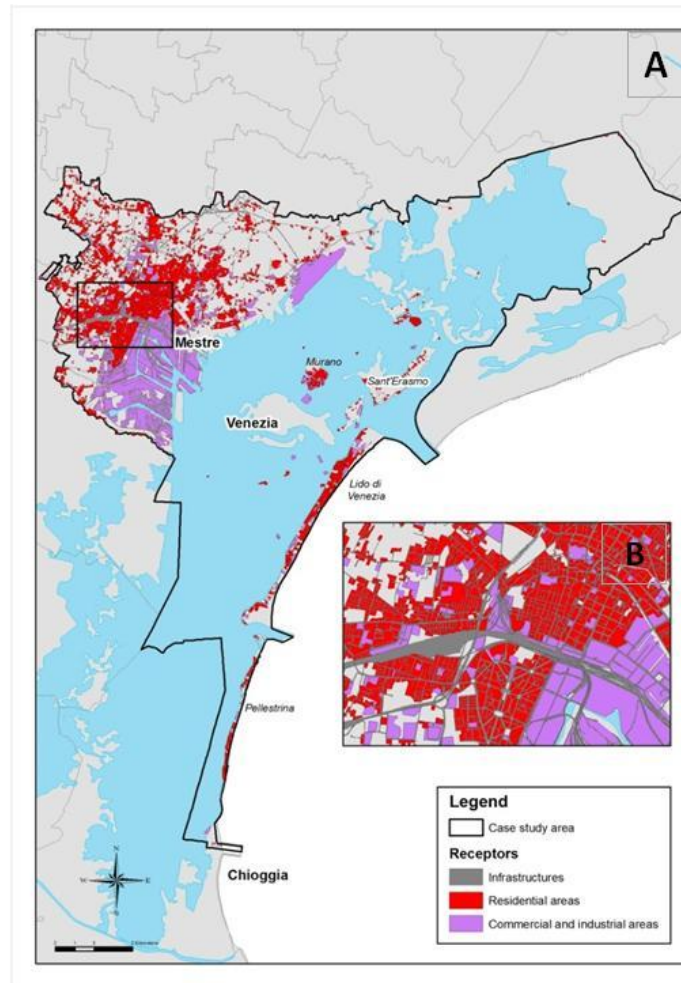 A
Mestre
Murano
Sant'Erasmo
Venezia
Lido di
Venezia
B
Pellestrina
Legend
Case study area
Receptors
Infrastructures
Residential areas
Commercial and industrial areas
Chioggia
N
W
E
S